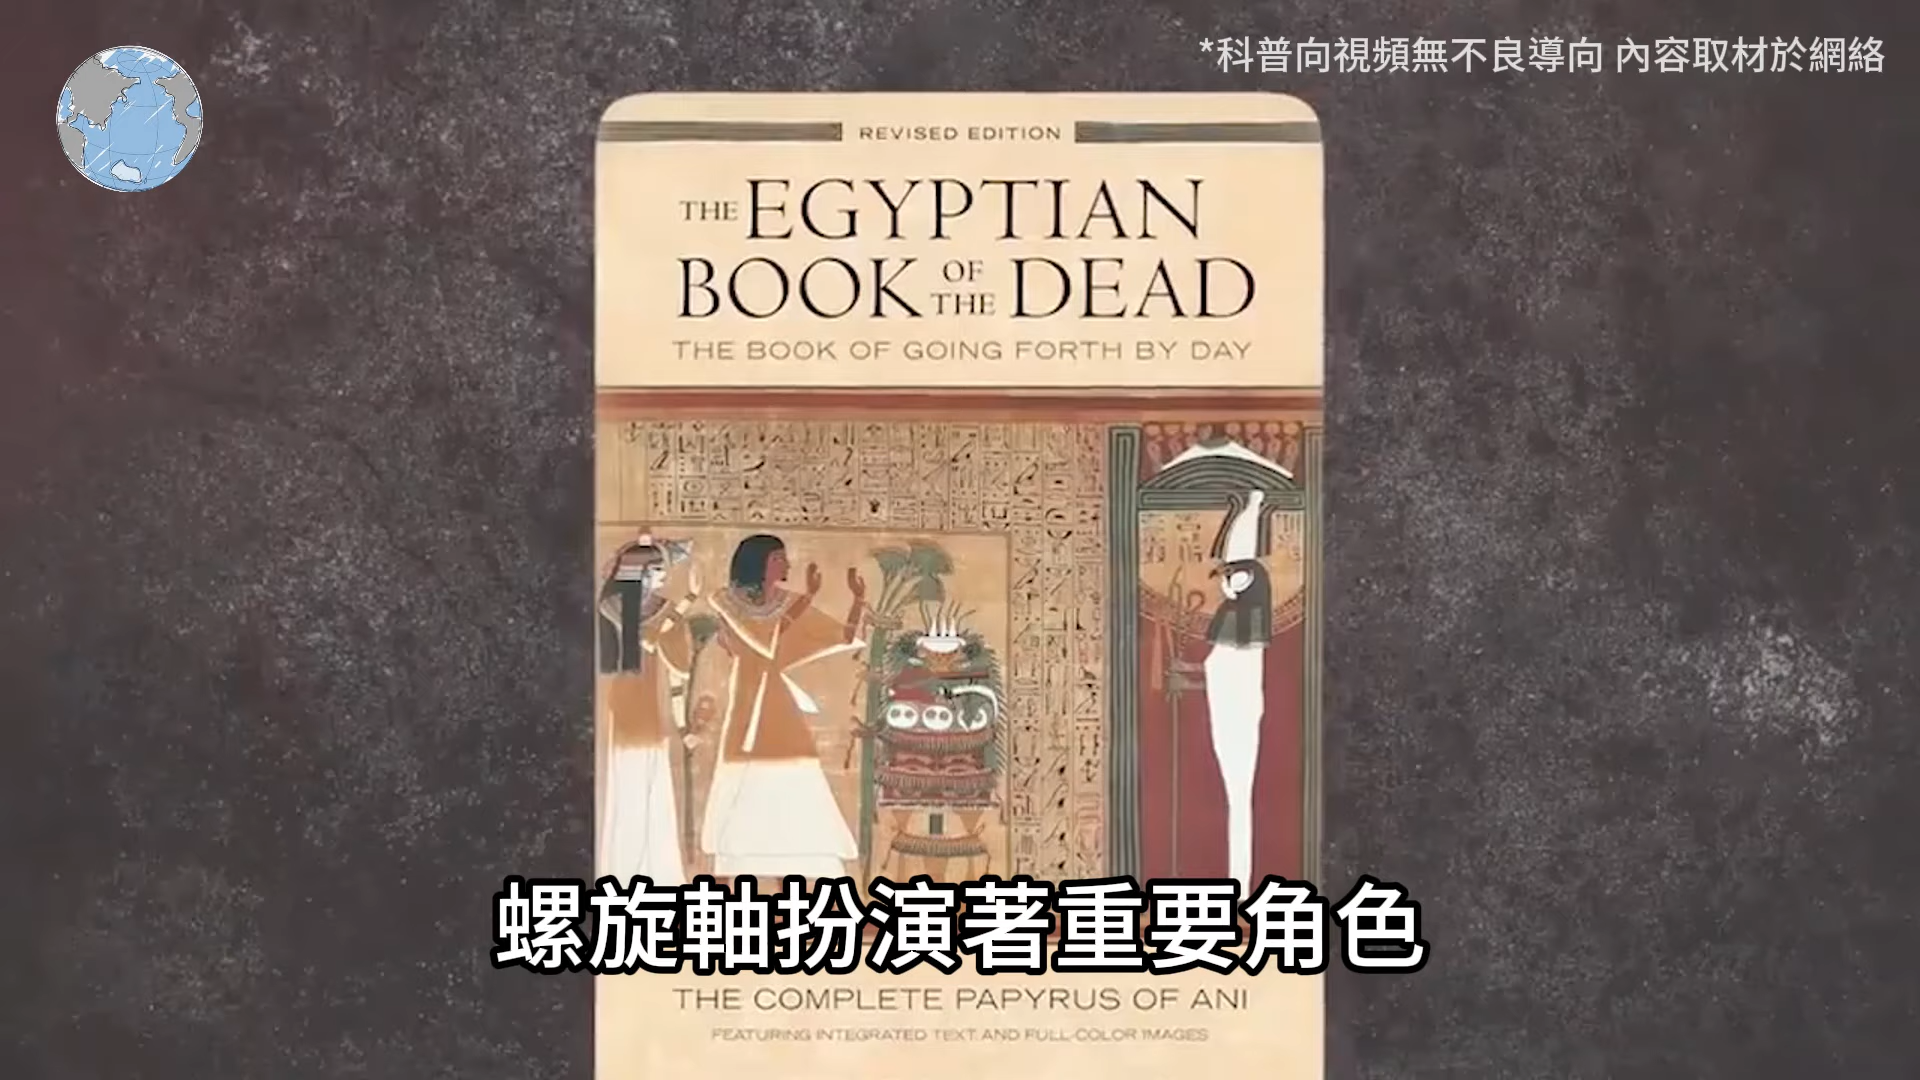 *科普向視頻無不良導向 內容取材於網絡
REVISED EDITION
THE EGYPTIAN
BOOK OF THE DEAD
THE BOOK OF GOING FORTH BY DAY
螺旋軸扮演著重要角色
THE COMPLETE PAPYRUS OF ANI
FEATURING INTEGRATED TEXT AND FULL-COLOR IMAGES